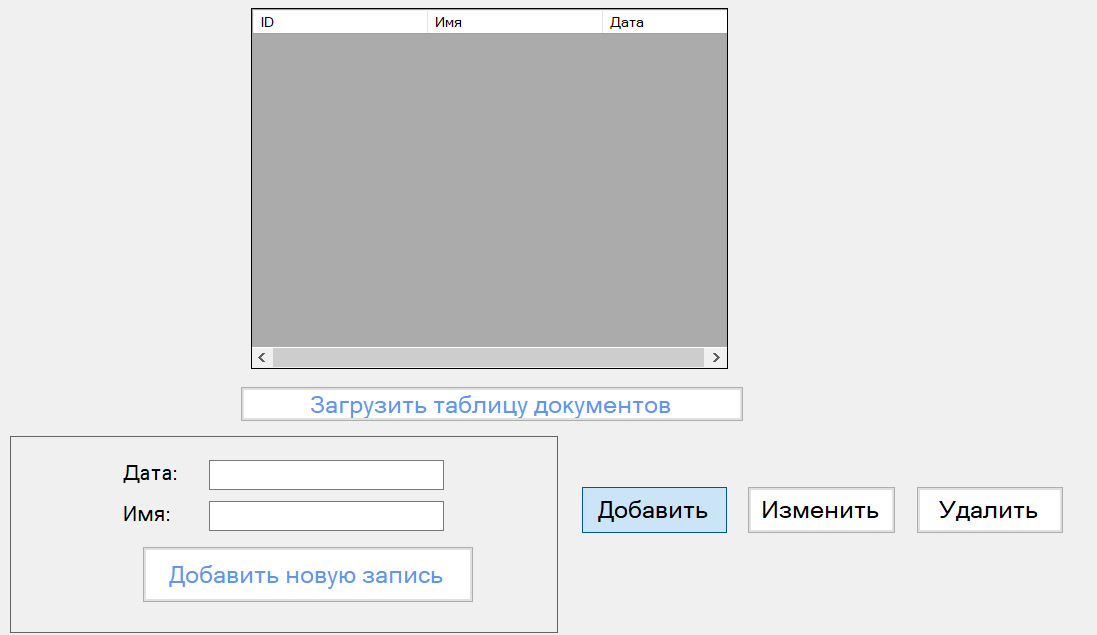 ID Имя Дата
Загрузить таблицу документов
Дата:
Имя:
Добавить Изменить Удалить
Добавить новую запись